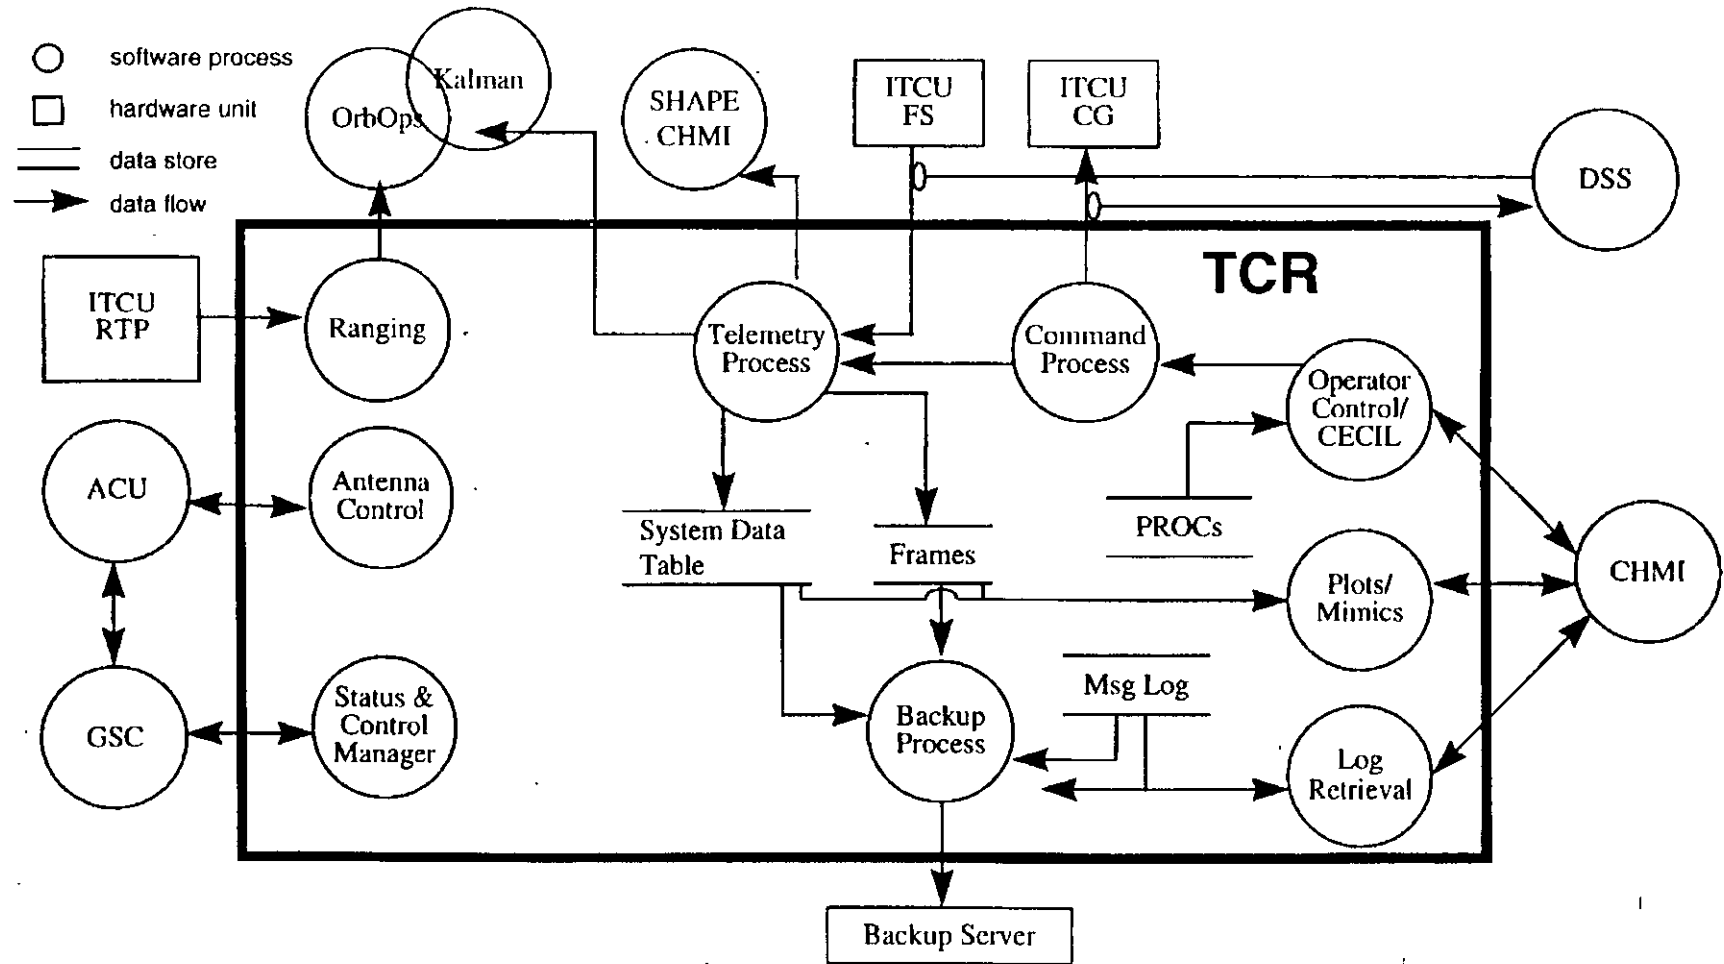 software process
hardware unit
data store
data flow
OrbOps
Kalman
SHAPE
CHMI
ITCU
FS
ITCU
CG
DSS
TCR
ITCU
RTP
Ranging
Telemetry
Process
Command
Process
Operator
Control/
CECIL
ACU
Antenna
Control
System Data
Table
Frames
PROCs
Plots/
Mimics
CHMI
GSC
Status &
Control
Manager
Backup
Process
Msg Log
Log
Retrieval
Backup Server